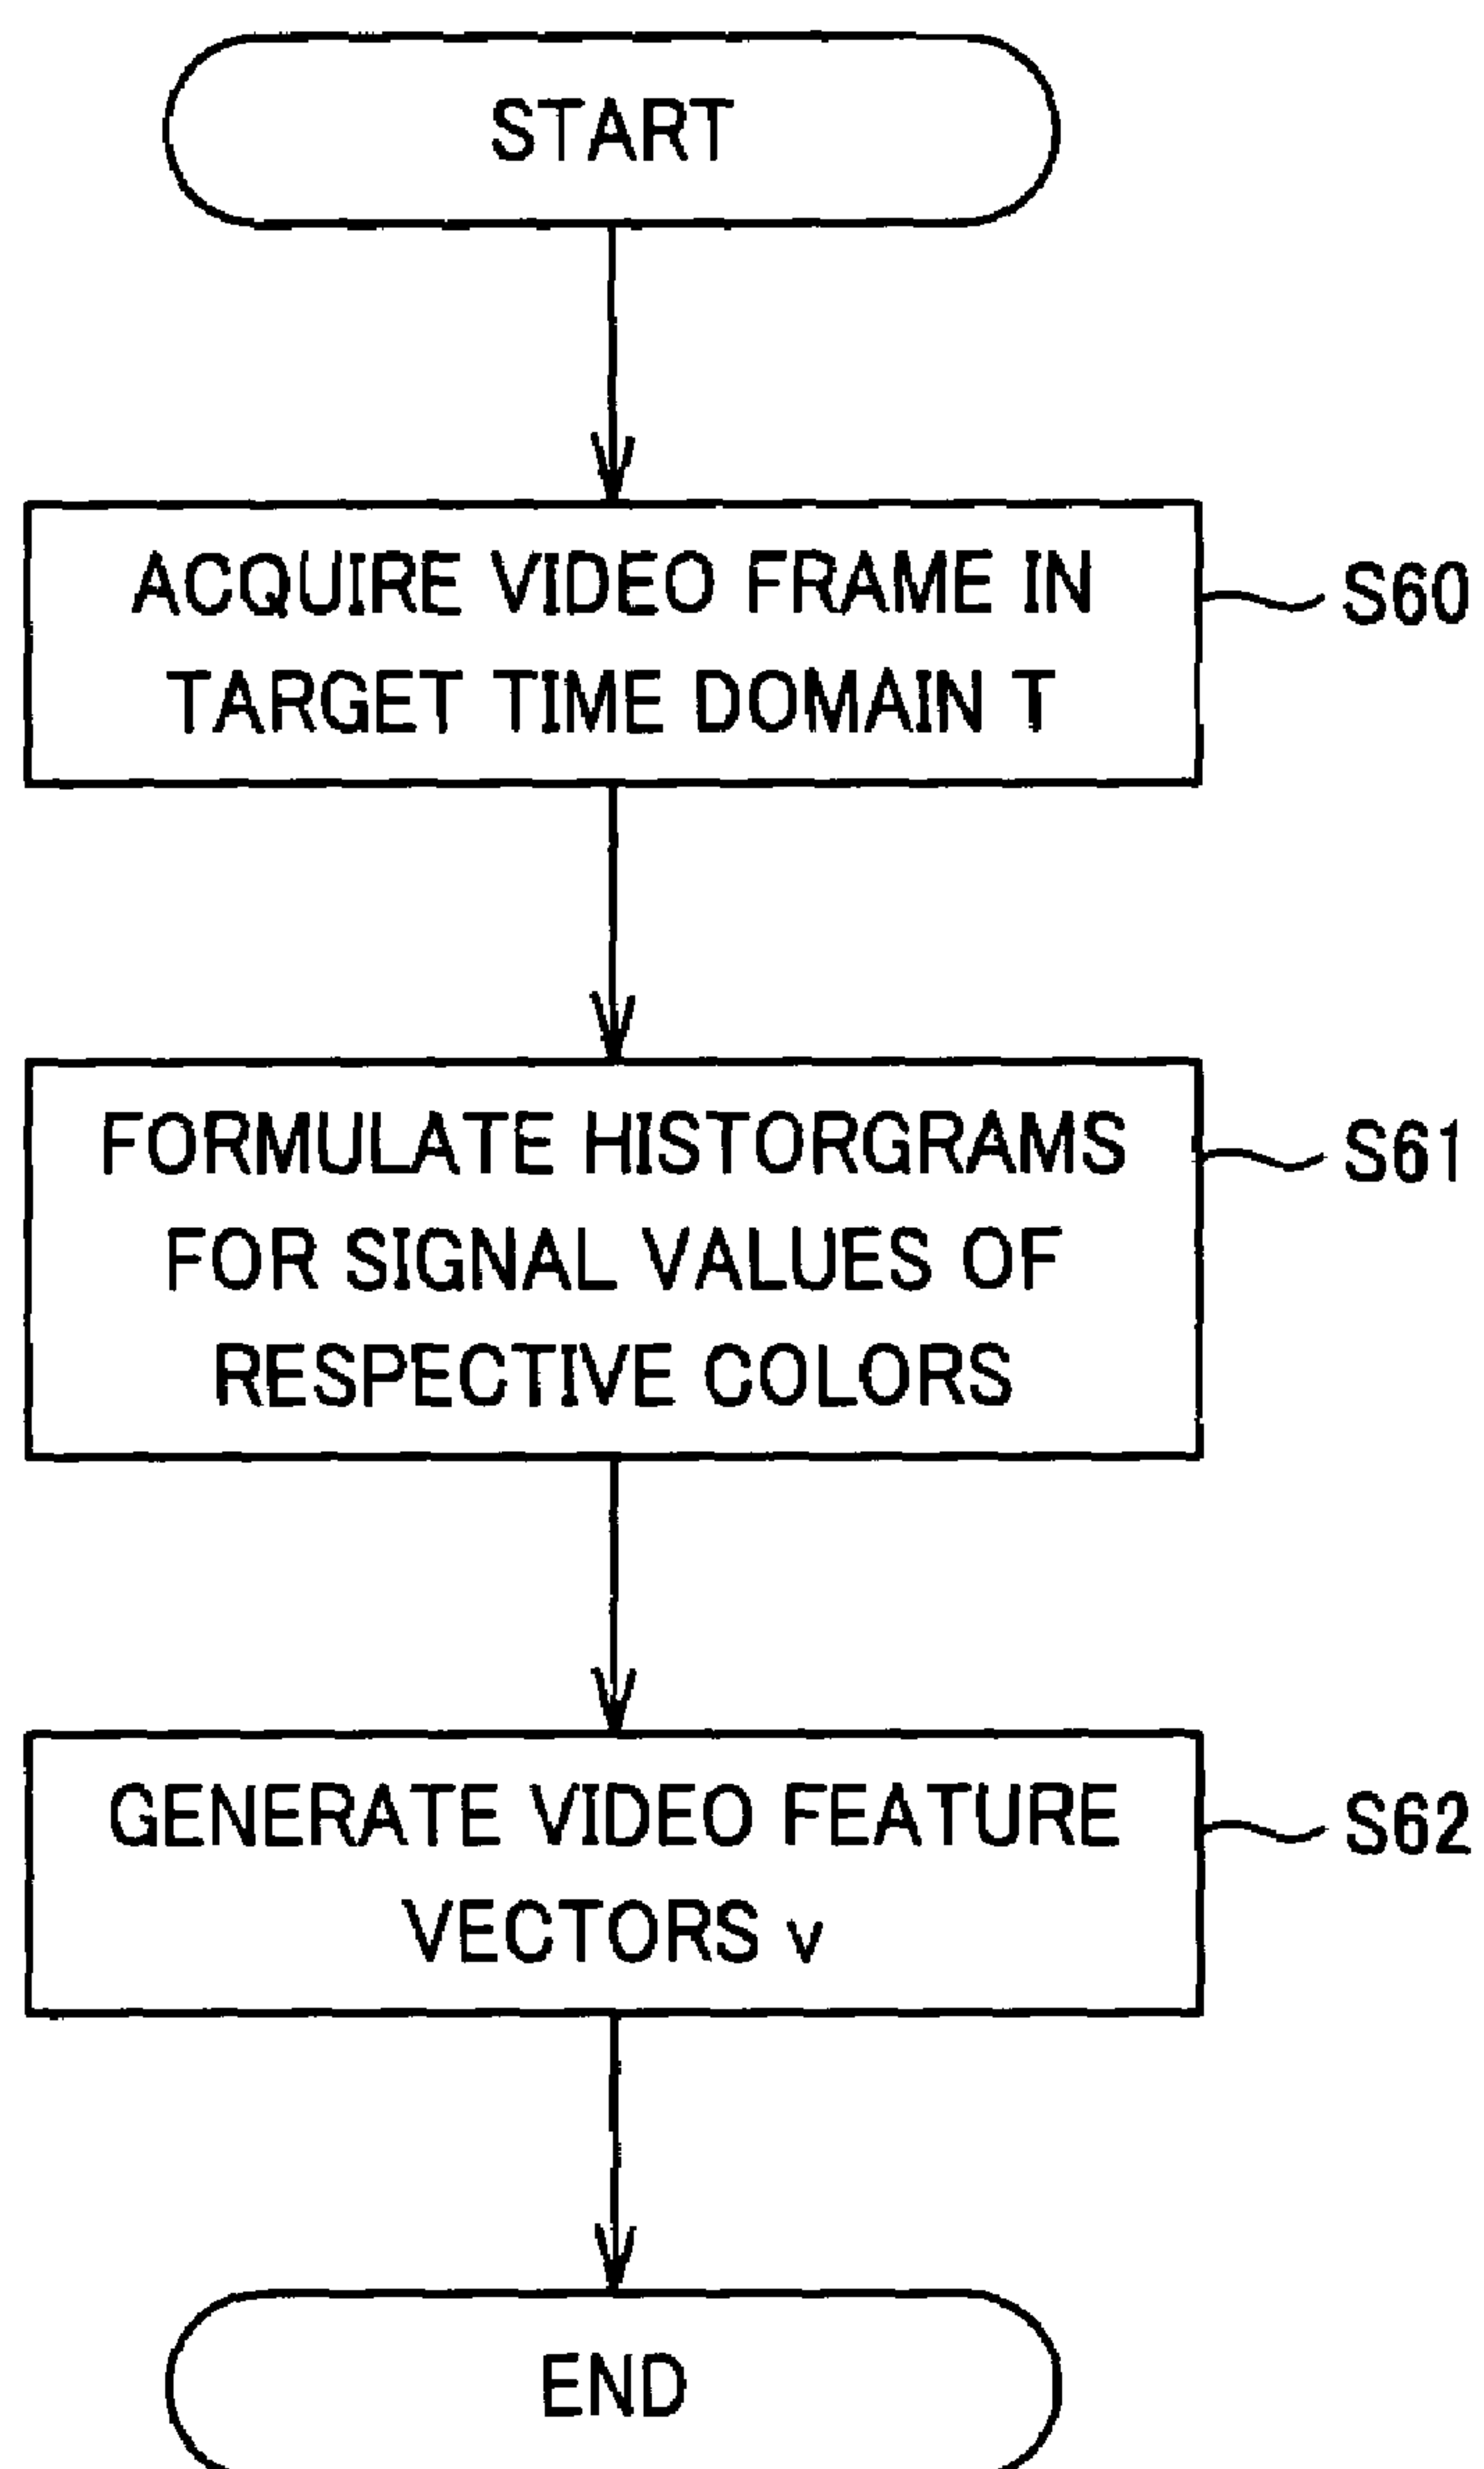 START
ACQUIRE VIDEO FRAME IN
TARGET TIME DOMAIN T
S60
FORMULATE HISTORGRAMS
FOR SIGNAL VALUES OF
RESPECTIVE COLORS
S61
GENERATE VIDEO FEATURE
VECTORS v
S62
END